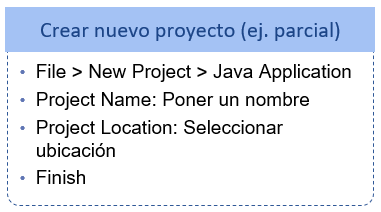 Crear nuevo proyecto (ej. parcial)
• File > New Project > Java Application
• Project Name: Poner un nombre
• Project Location: Seleccionar
ubicación
• Finish